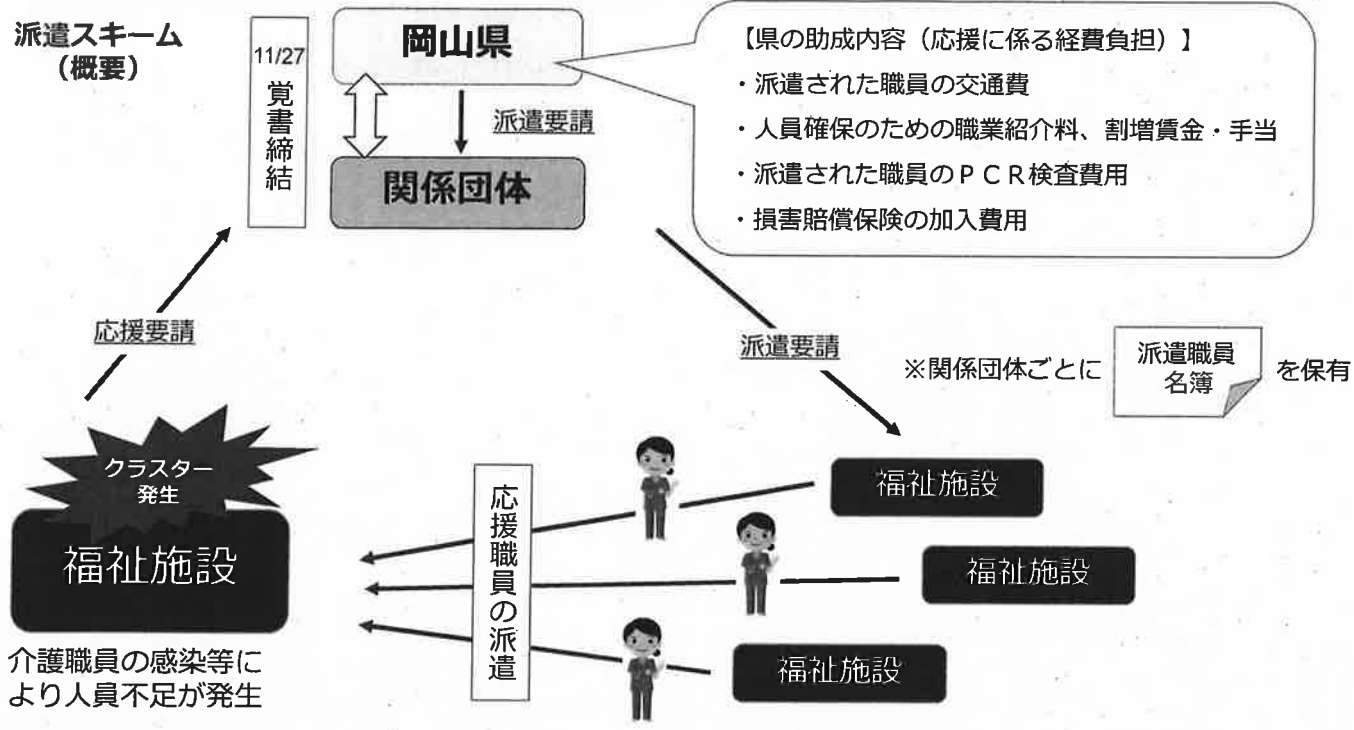 派遣スキーム
（概要）
11/27
覚書締結
岡山県
派遣要請
関係団体
【県の助成内容（応援に係る経費負担）】
・派遣された職員の交通費
・人員確保のための職業紹介料、割増賃金・手当
・派遣された職員のＰＣＲ検査費用
・損害賠償保険の加入費用
応援要請
派遣要請
※関係団体ごとに
派遣職員
名簿
を保有
クラスター
発生
福祉施設
介護職員の感染等に
より人員不足が発生
応援職員の派遣
福祉施設
福祉施設
福祉施設